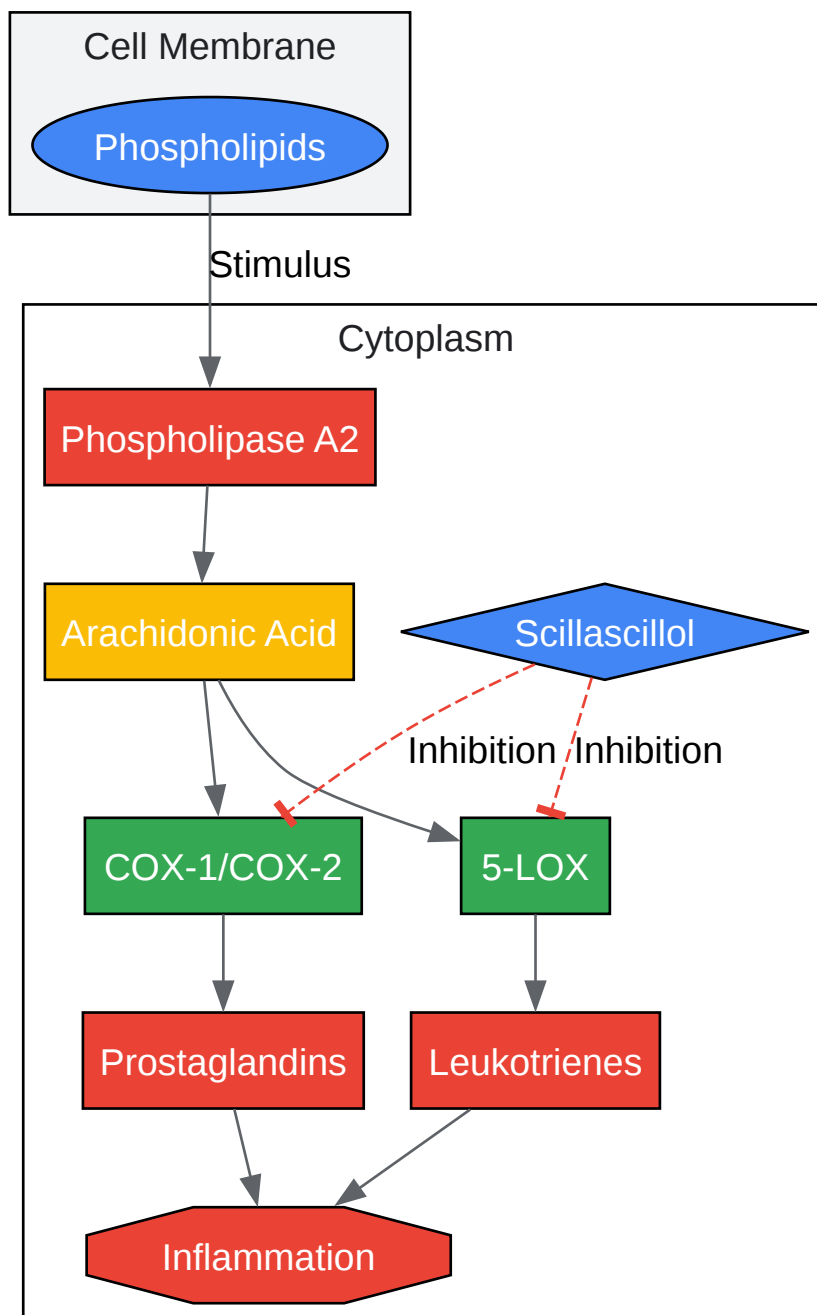 Cell Membrane
Phospholipids
Stimulus
Cytoplasm
Phospholipase A2
Arachidonic Acid
Scillascillol
Inhibition
Inhibition
COX-1/COX-2
5-LOX
Prostaglandins
Leukotrienes
Inflammation